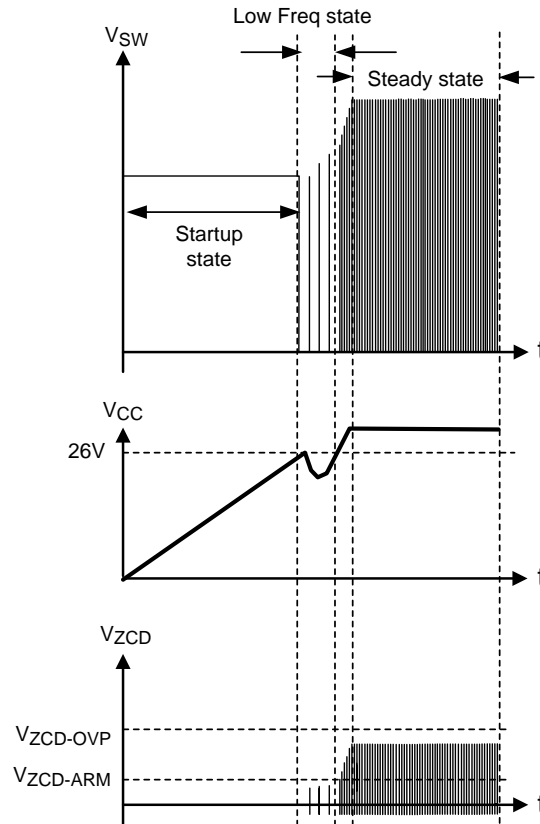 Low Freq state
VSW
Steady state
Startup
state
t
VCC
26V
t
VZCD
VZCD-OVP
VZCD-ARM
t